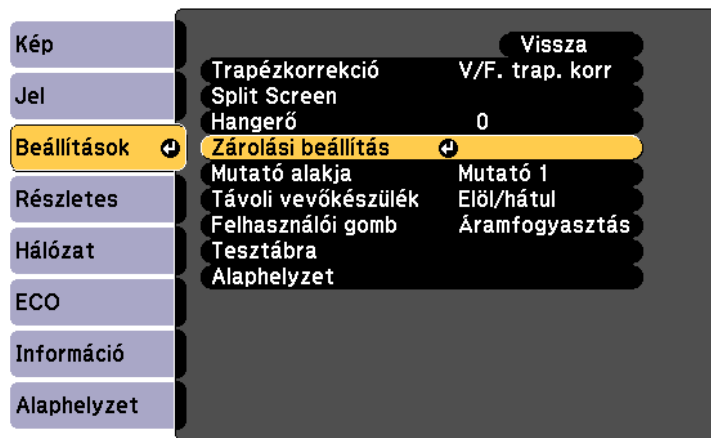 Kép
Jel
Beállítások
Részletes
Hálózat
ECO
Információ
Alaphelyzet
Vissza
Trapézkorrekció V/F. trap. korr
Split Screen
Hangerő 0
Zárolási beállítás
Mutató alakja Mutató 1
Távoli vevőkészülék Elöl/hátul
Felhasználói gomb Áramfogyasztás
Tesztábra
Alaphelyzet